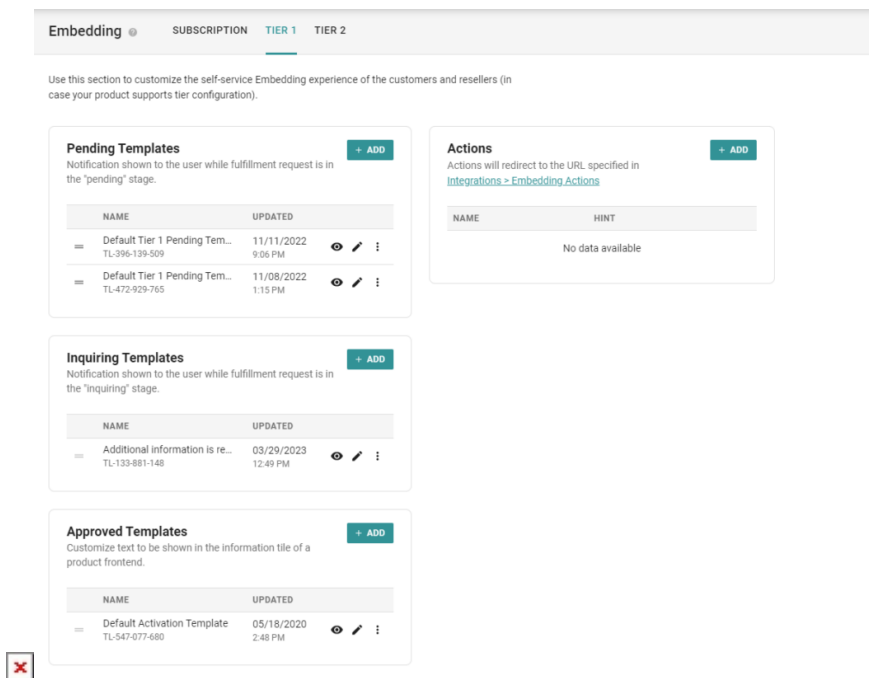 Embedding
SUBSCRIPTION TIER 1 TIER 2
Use this section to customize the self-service Embedding experience of the customers and resellers (in
case your product supports tier configuration).
Pending Templates
+ ADD
Notification shown to the user while fulfillment request is in
the "pending" stage.
NAME UPDATED
Default Tier 1 Pending Tem... 11/11/2022
TL-396-139-509 9:06 PM
Default Tier 1 Pending Tem... 11/08/2022
TL-472-929-765 1:15 PM
Actions
+ ADD
Actions will redirect to the URL specified in
Integrations > Embedding Actions
NAME HINT
No data available
Inquiring Templates
+ ADD
Notification shown to the user while fulfillment request is in
the "inquiring" stage.
NAME UPDATED
Additional information is re... 03/29/2023
TL-133-881-148 12:49 PM
Approved Templates
+ ADD
Customize text to be shown in the information tile of a
product frontend.
NAME UPDATED
Default Activation Template 05/18/2020
TL-547-077-680 2:48 PM